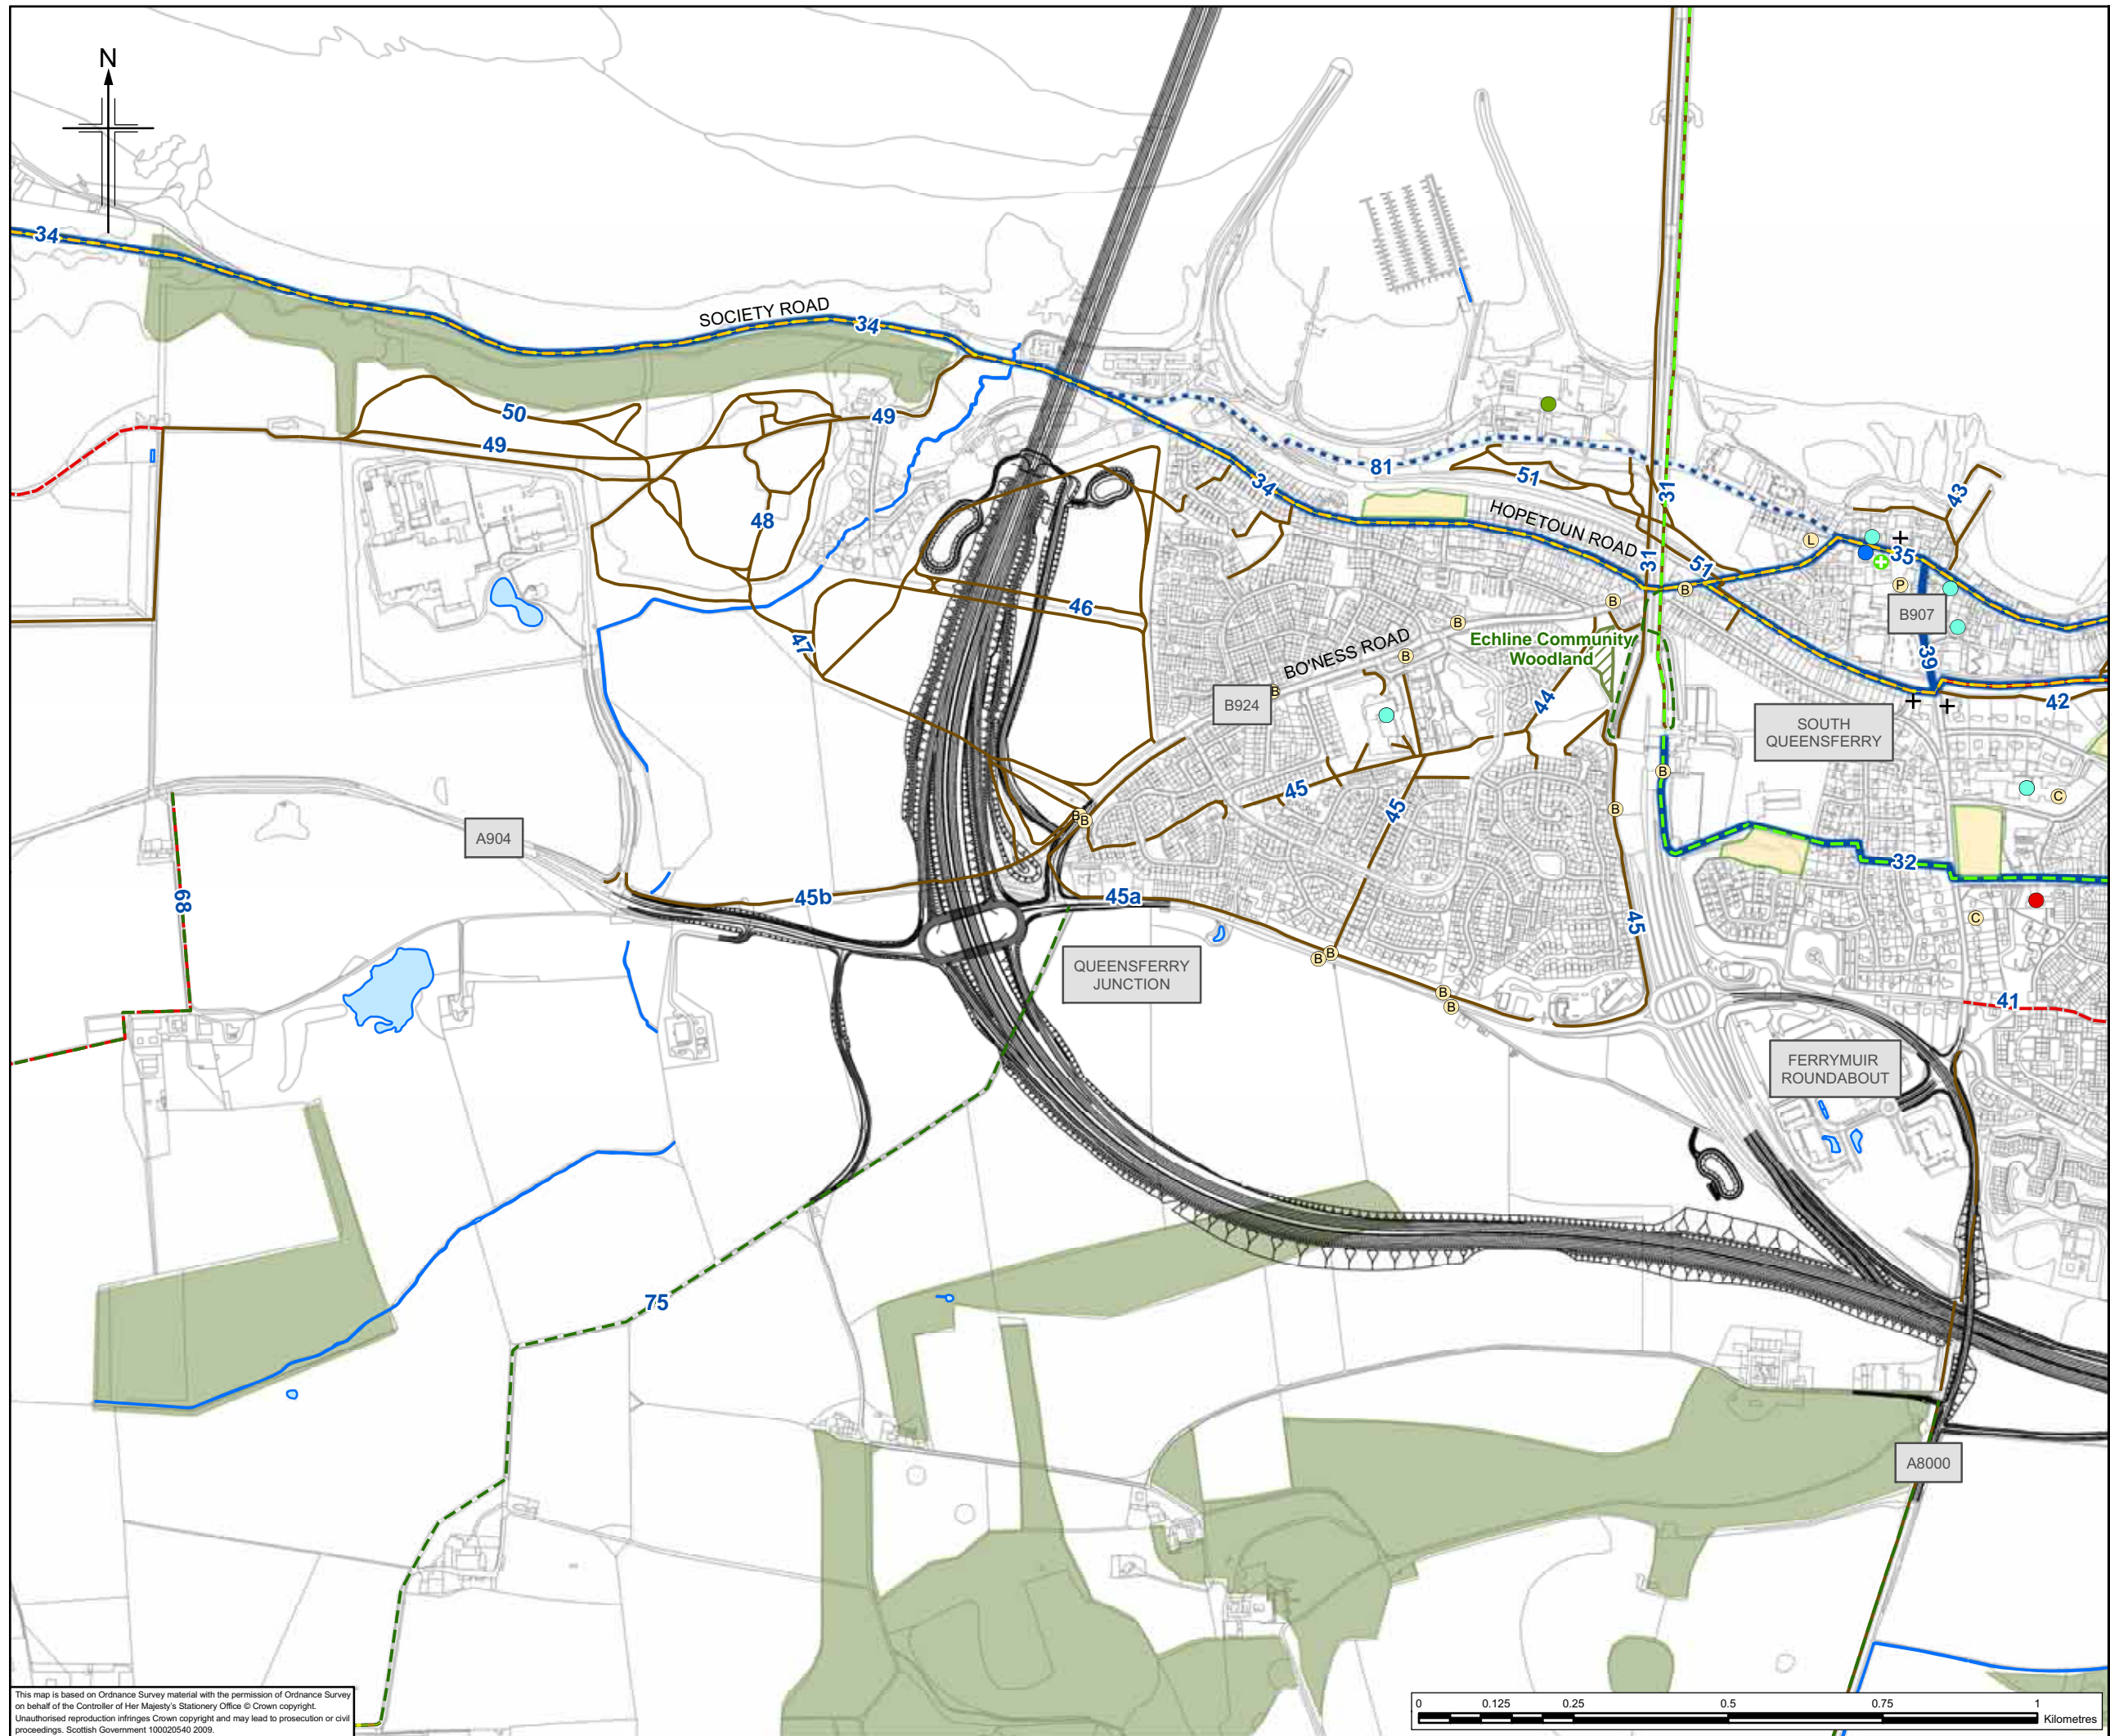 N
34
SOCIETY ROAD
34
50
49
49
48
81
51
34
HOPETOUN ROAD
31
31
51
43
L
35
P
B907
39
B
B
B
B
B
BO'NESS ROAD
Echline Community
Woodland
46
47
B924
44
42
SOUTH
QUEENSFERRY
B
45
45
B
B
B
C
A904
68
45b
45a
32
C
45
QUEENSFERRY
JUNCTION
B
B
B
B
41
FERRYMUIR
ROUNDABOUT
75
A8000
This map is based on Ordnance Survey material with the permission of Ordnance Survey
on behalf of the Controller of Her Majesty's Stationery Office © Crown copyright.
Unauthorised reproduction infringes Crown copyright and may lead to prosecution or civil
proceedings. Scottish Government 100020540 2009.
0 0.125 0.25 0.5 0.75 1
Kilometres